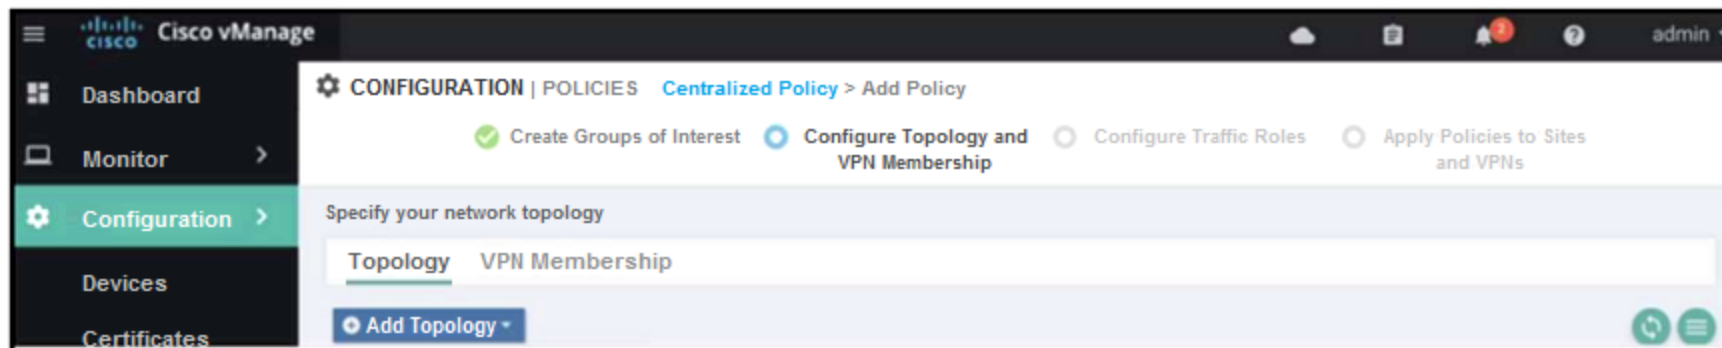 cisco Cisco vManage 2 admin
Dashboard
CONFIGURATION | POLICIES Centralized Policy > Add Policy
Create Groups of Interest Configure Topology and Configure Traffic Roles Apply Policies to Sites
VPN Membership and VPNs
Monitor
Configuration
Specify your network topology
Topology VPN Membership
Devices
Add Topology
Certificates